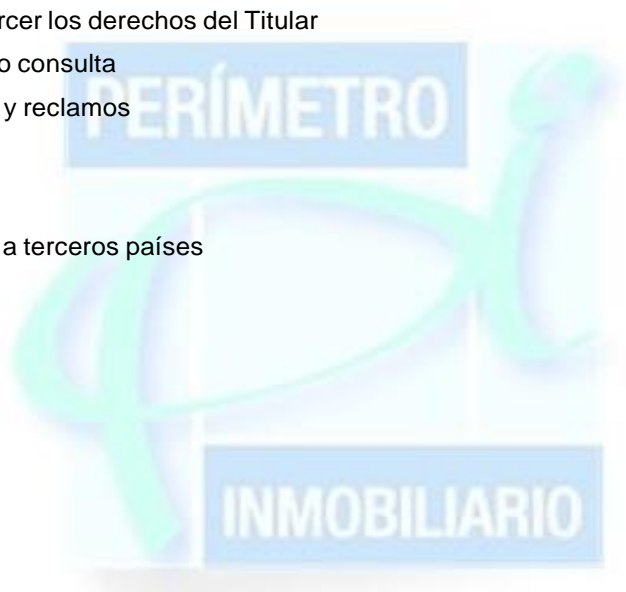 rcer los derechos del Titular
o consulta
y reclamos
PERÍMETRO
a terceros países
INMOBILIARIO